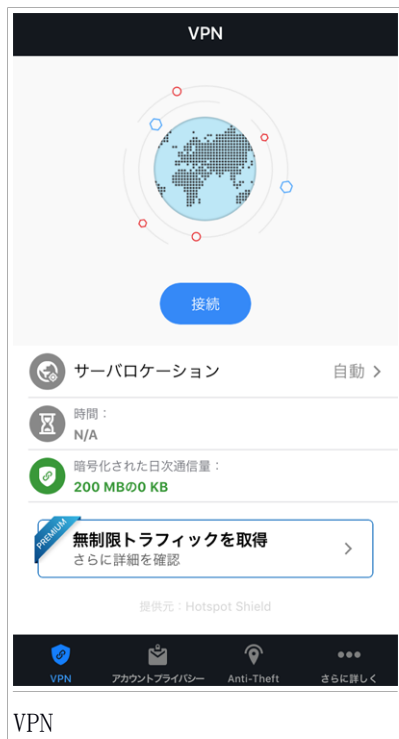 VPN
接続
サーバロケーション
自動
時間：
N/A
暗号化された日次通信量：
200 MBの0 KB
PREMIUM
無制限トラフィックを取得
さらに詳細を確認
提供元：Hotspot Shield
VPN アカウントプライバシー Anti-Theft さらに詳しく
VPN